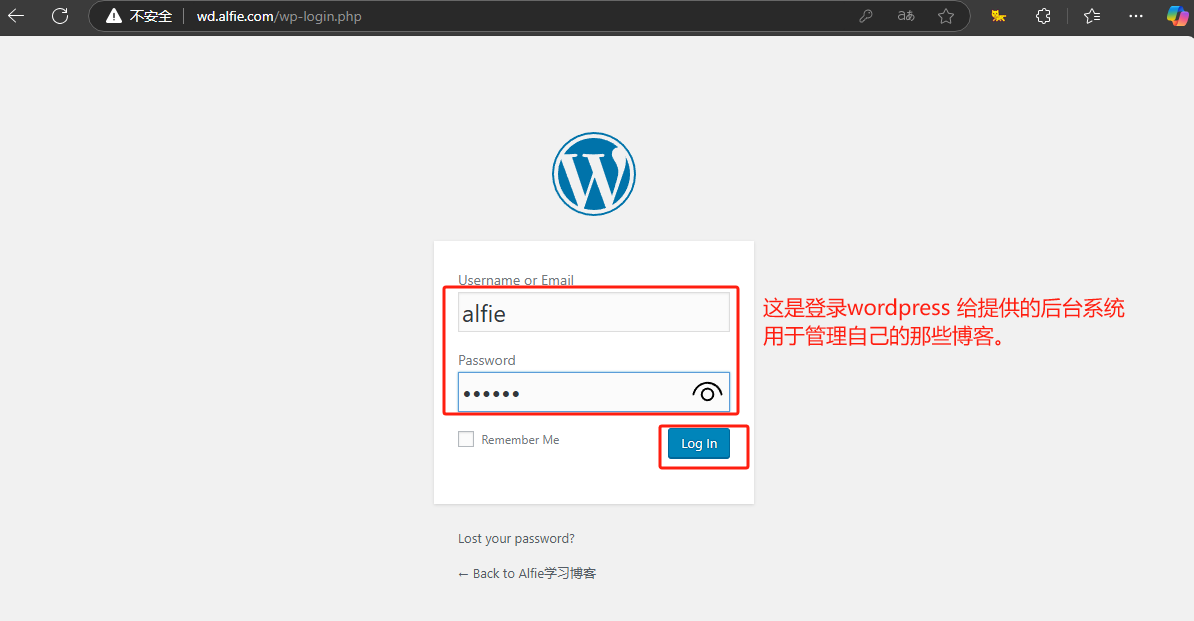 不安全 wd.alfie.com/wp-login.php
Username or Email
alfie
这是登录wordpress 给提供的后台系统
用于管理自己的那些博客。
Password
••••••
Remember Me
Log In
Lost your password?
← Back to Alfie学习博客